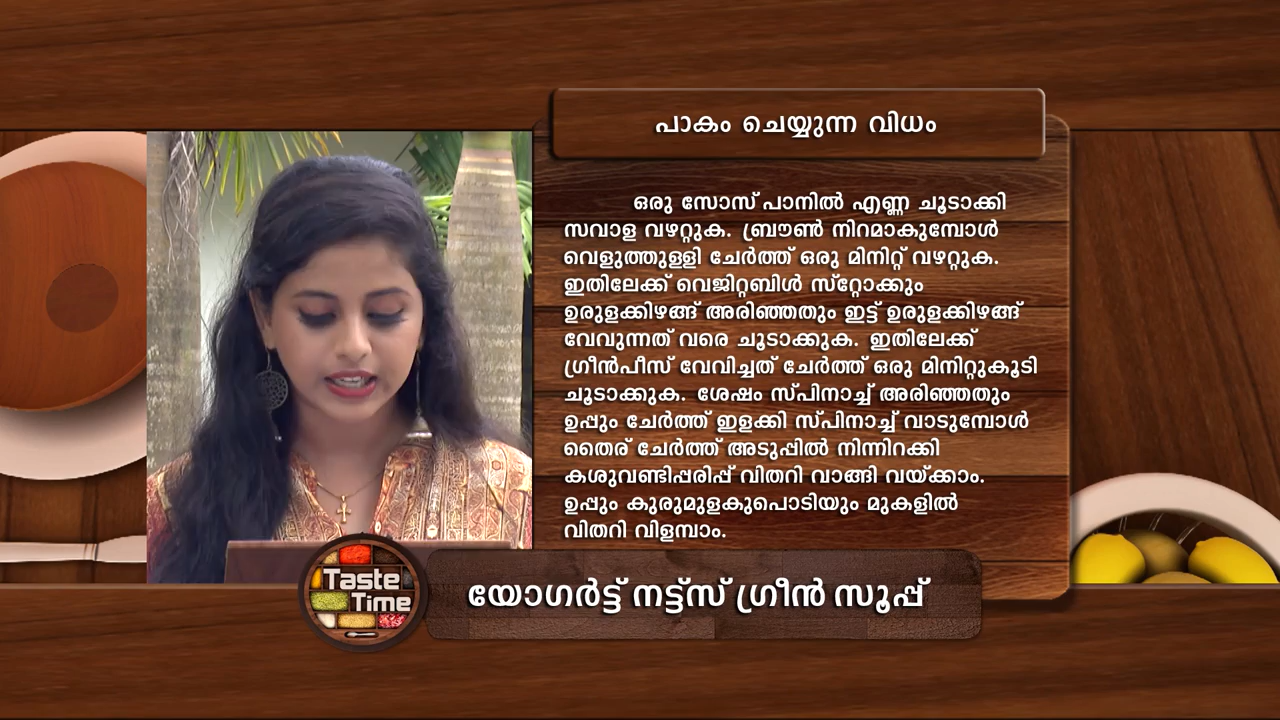 പാകം ചെയ്യുന്ന വിധം
ഒരു സോസ് പാനിൽ എണ്ണ ചൂടാക്കി
സവാള വഴറ്റുക. ബ്രൗൺ നിറമാകുമ്പോൾ
വെളുത്തുള്ളി ചേർത്ത് ഒരു മിനിറ്റ് വഴറ്റുക.
ഇതിലേക്ക് വെജിറ്റബിൾ സ്റ്റോക്കും
ഉരുളക്കിഴങ്ങ് അരിഞ്ഞതും ഇട്ട് ഉരുളക്കിഴങ്ങ്
വേവുന്നത് വരെ ചൂടാക്കുക. ഇതിലേക്ക്
ഗ്രീൻപീസ് വേവിച്ചത് ചേർത്ത് ഒരു മിനിറ്റുകൂടി
ചൂടാക്കുക. ശേഷം സ്പിനാച്ച് അരിഞ്ഞതും
ഉപ്പും ചേർത്ത് ഇളക്കി സ്പിനാച്ച് വാടുമ്പോൾ
തൈര് ചേർത്ത് അടുപ്പിൽ നിന്നിറക്കി
കശുവണ്ടിപ്പരിപ്പ് വിതറി വാങ്ങി വയ്ക്കാം.
ഉപ്പും കുരുമുളകുപൊടിയും മുകളിൽ
വിതറി വിളമ്പാം.
Taste
Time
യോഗർട്ട് നട്ട്സ് ഗ്രീൻ സൂപ്പ്